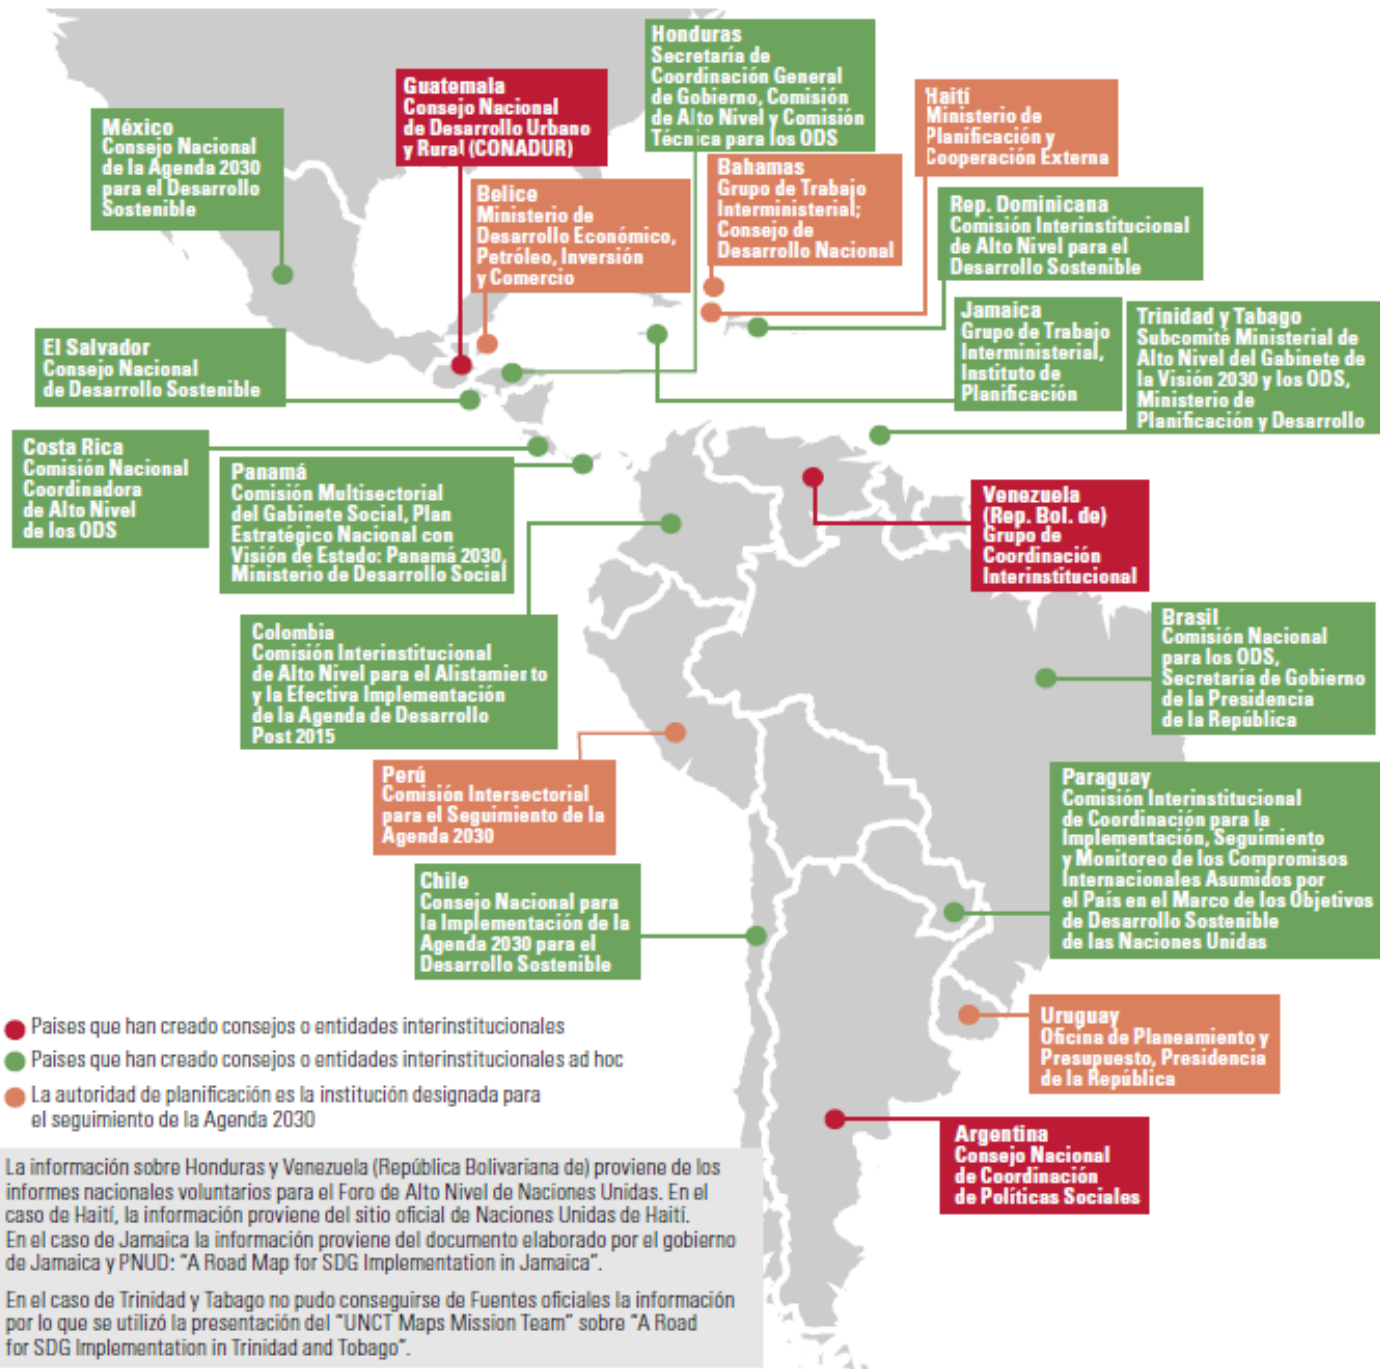 Honduras
Secretaría de
Coordinación General
de Gobierno, Comisión
de Alto Nivel y Comisión
Técnica para los ODS
Guatemala
Consejo Nacional
de Desarrollo Urbano
y Rural (CONADUR)
Haití
Ministerio de
Planificación y
Cooperación Externa
México
Consejo Nacional
de la Agenda 2030
para el Desarrollo
Sostenible
Belice
Ministerio de
Desarrollo Económico,
Petróleo, Inversión
y Comercio
Bahamas
Grupo de Trabajo
Interministerial;
Consejo de
Desarrollo Nacional
Rep. Dominicana
Comisión Interinstitucional
de Alto Nivel para el
Desarrollo Sostenible
Jamaica
Grupo de Trabajo
Interministerial,
Instituto de
Planificación
Trinidad y Tabago
Subcomité Ministerial de
Alto Nivel del Gabinete de
la Visión 2030 y los ODS,
Ministerio de
Planificación y Desarrollo
El Salvador
Consejo Nacional
de Desarrollo Sostenible
Costa Rica
Comisión Nacional
Coordinadora
de Alto Nivel
de los ODS
Panamá
Comisión Multisectorial
del Gabinete Social, Plan
Estratégico Nacional con
Visión de Estado: Panamá 2030,
Ministerio de Desarrollo Social
Venezuela
(Rep. Bol. de)
Grupo de
Coordinación
Interinstitucional
Colombia
Comisión Interinstitucional
de Alto Nivel para el Alistamiento
y la Efectiva Implementación
de la Agenda de Desarrollo
Post 2015
Brasil
Comisión Nacional
para los ODS,
Secretaría de Gobierno
de la Presidencia
de la República
Perú
Comisión Intersectorial
para el Seguimiento de la
Agenda 2030
Paraguay
Comisión Interinstitucional
de Coordinación para la
Implementación, Seguimiento
y Monitoreo de los Compromisos
Internacionales Asumidos por
el País en el Marco de los Objetivos
de Desarrollo Sostenible
de las Naciones Unidas
Chile
Consejo Nacional para
la Implementación de la
Agenda 2030 para el
Desarrollo Sostenible
Uruguay
Oficina de Planeamiento y
Presupuesto, Presidencia
de la República
Argentina
Consejo Nacional
de Coordinación
de Políticas Sociales
Países que han creado consejos o entidades interinstitucionales
Países que han creado consejos o entidades interinstitucionales ad hoc
La autoridad de planificación es la institución designada para
el seguimiento de la Agenda 2030
La información sobre Honduras y Venezuela (República Bolivariana de) proviene de los
informes nacionales voluntarios para el Foro de Alto Nivel de Naciones Unidas. En el
caso de Haití, la información proviene del sitio oficial de Naciones Unidas de Haití.
En el caso de Jamaica la información proviene del documento elaborado por el gobierno
de Jamaica y PNUD: "A Road Map for SDG Implementation in Jamaica".
En el caso de Trinidad y Tabago no pudo conseguirse de Fuentes oficiales la información
por lo que se utilizó la presentación del "UNCT Maps Mission Team" sobre "A Road
for SDG Implementation in Trinidad and Tobago".